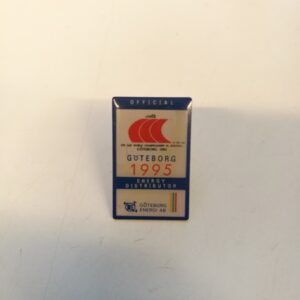 OFFICIAL
GÖTEBORG
1995
ENERGY
DISTRIBUTOR
GÖTEBORG
ENERGI AB